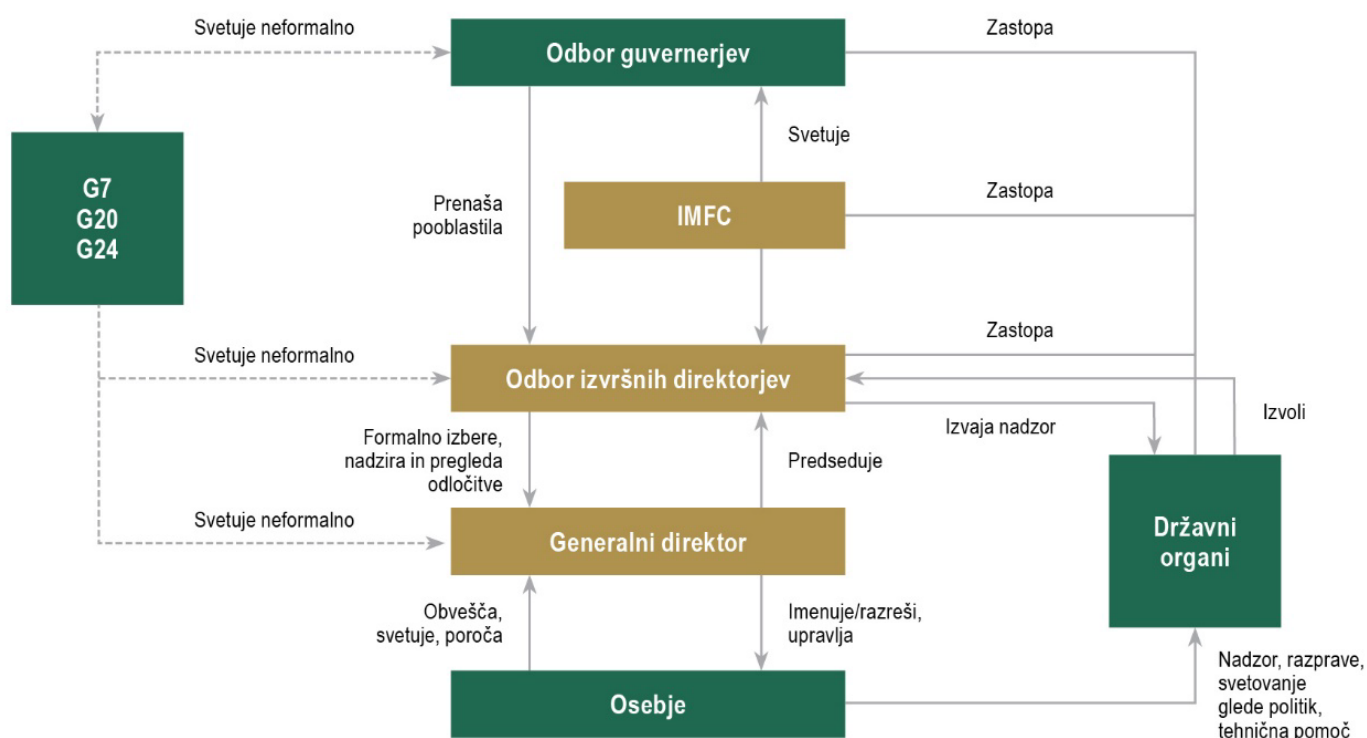 Svetuje neformalno
Odbor guvernerjev
Zastopa
G7
G20
G24
Svetuje
Prenaša
pooblastila
IMFC
Zastopa
Svetuje neformalno
Odbor izvršnih direktorjev
Zastopa
Izvaja nadzor
Izvoli
Formalno izbere,
nadzira in pregleda
odločitve
Predseduje
Svetuje neformalno
Generalni direktor
Državni
organi
Obvešča,
svetuje, poroča
Imenuje/razreši,
upravlja
Osebje
Nadzor, razprave,
svetovanje
glede politik,
tehnična pomoč